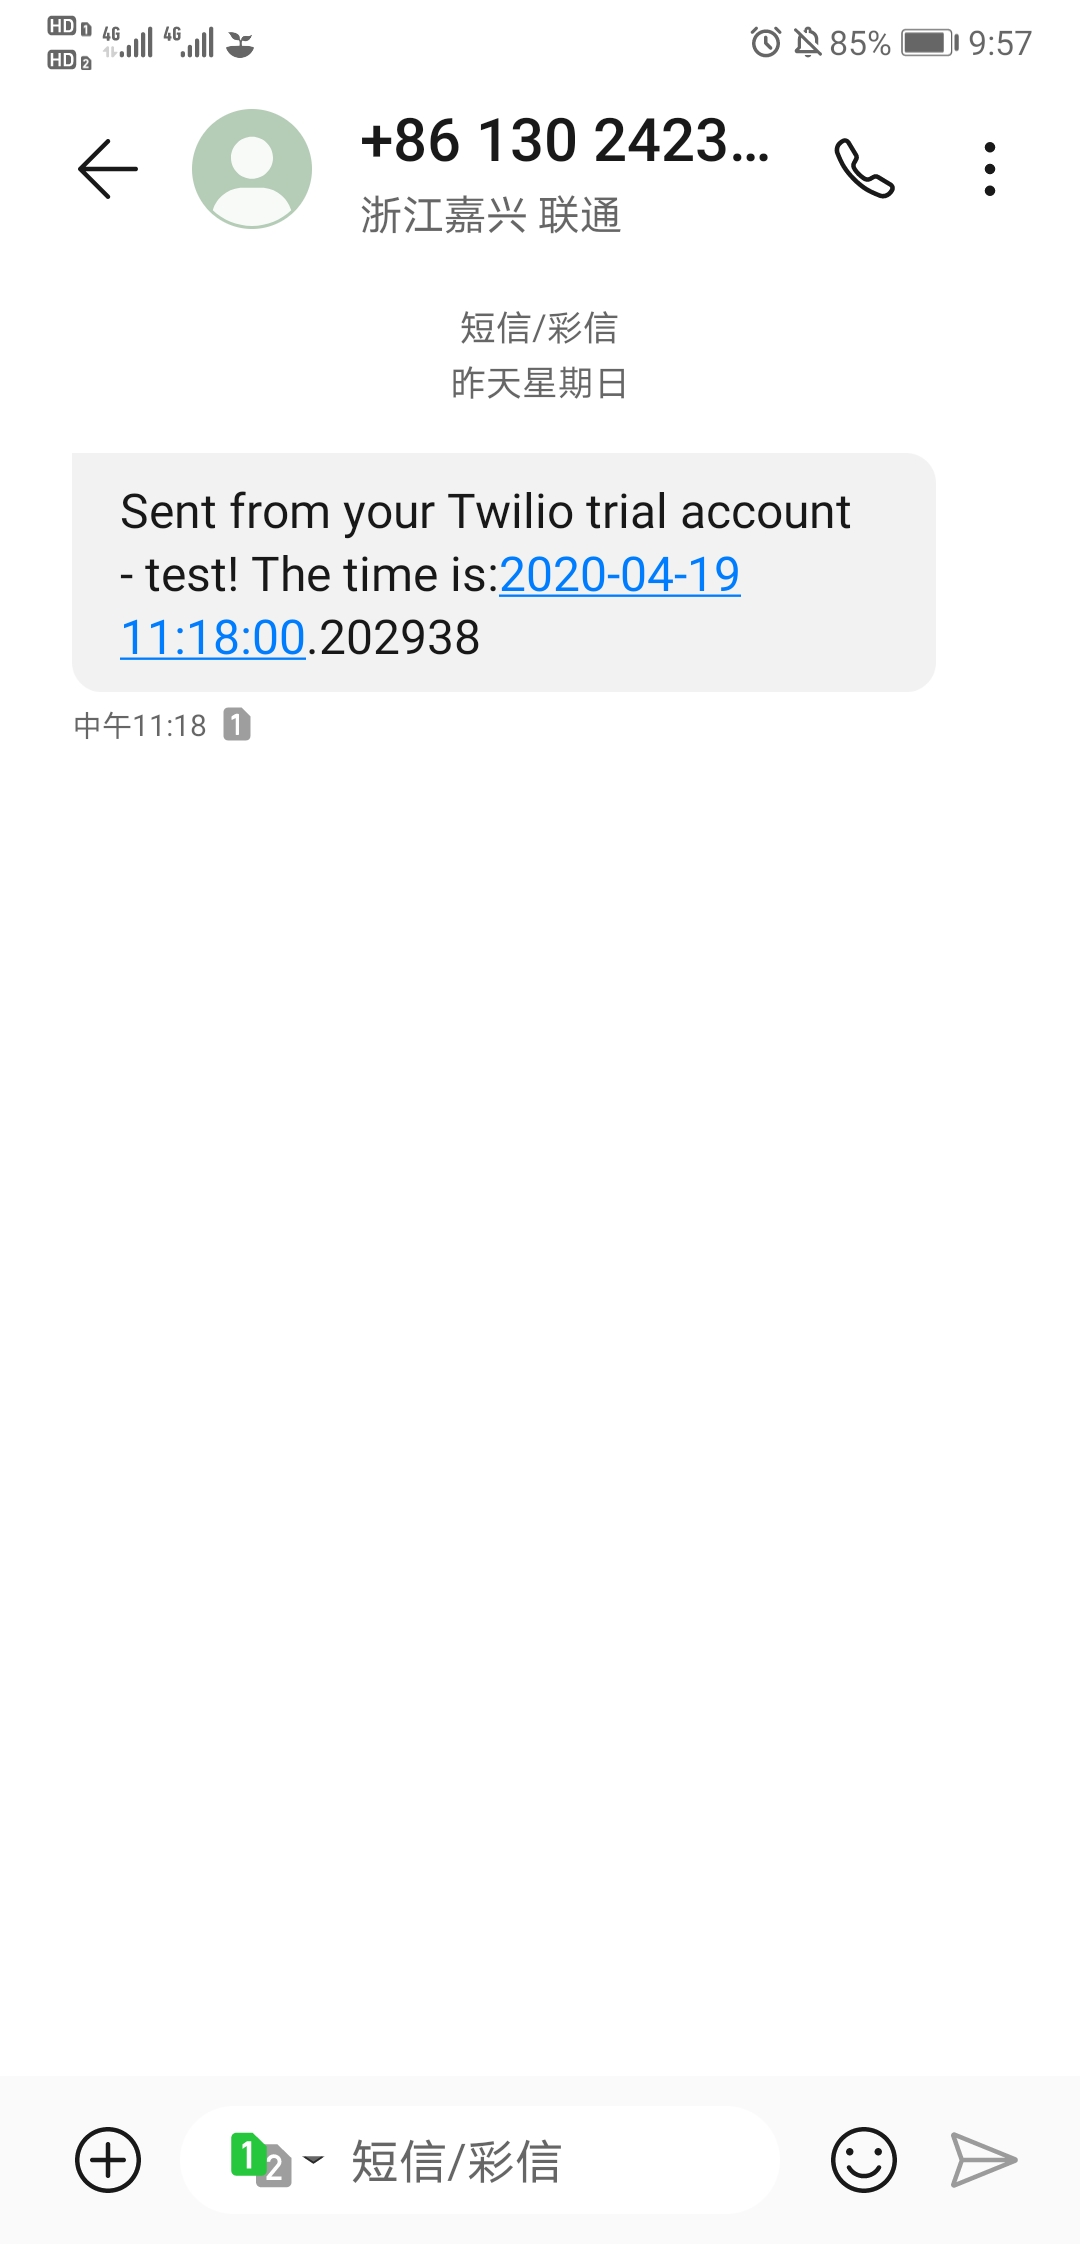 HD 1 4G 4G 85% 9:57
HD 2
+86 130 2423...
浙江嘉兴 联通
短信/彩信
昨天星期日
Sent from your Twilio trial account
- test! The time is:2020-04-19
11:18:00.202938
中午11:18 1
1 2 短信/彩信